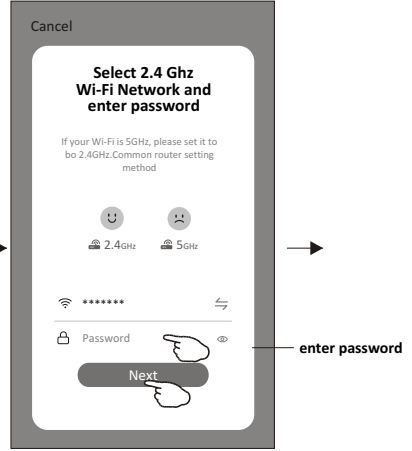 Cancel
Select 2.4 Ghz
Wi-Fi Network and
enter password
If your Wi-Fi is 5GHz, please set it to
bo 2.4GHz.Common router setting
method
2.4GHz 5GHz
*******
Password
enter password
Next